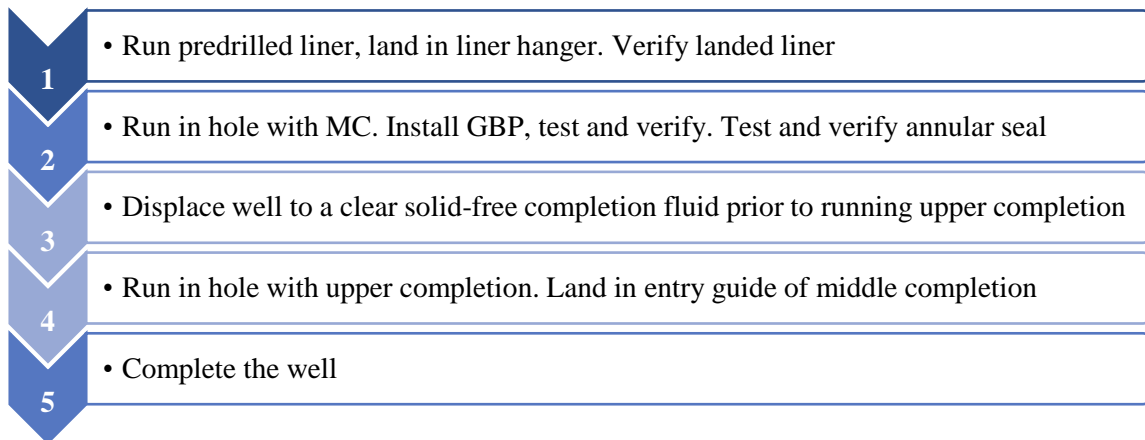 1
• Run predrilled liner, land in liner hanger. Verify landed liner
2
• Run in hole with MC. Install GBP, test and verify. Test and verify annular seal
3
• Displace well to a clear solid-free completion fluid prior to running upper completion
4
• Run in hole with upper completion. Land in entry guide of middle completion
5
• Complete the well